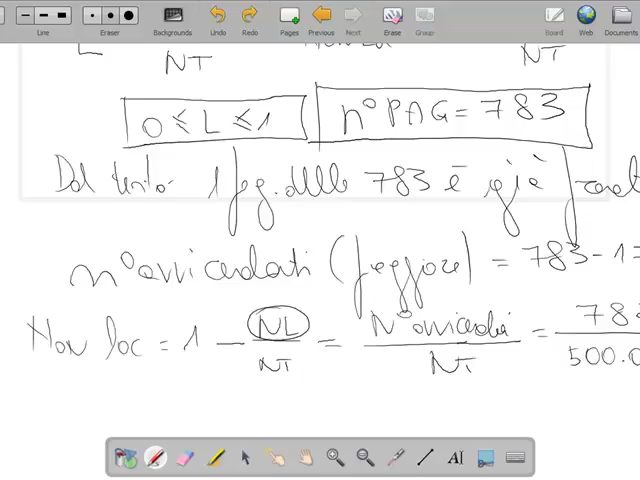 Line Eraser Backgrounds Undo Redo Pages Previous Next Erase Group Board Web Documents
NT NT
0 ≤ L ≤ 1 n° PAG = 783
Dal testo 1 pag. delle 783 è già
n° avvicendati (peggiore) = 783 - 1
Non loc = 1 - NL/NT = N° avvicendi/NT = 78 / 500.0